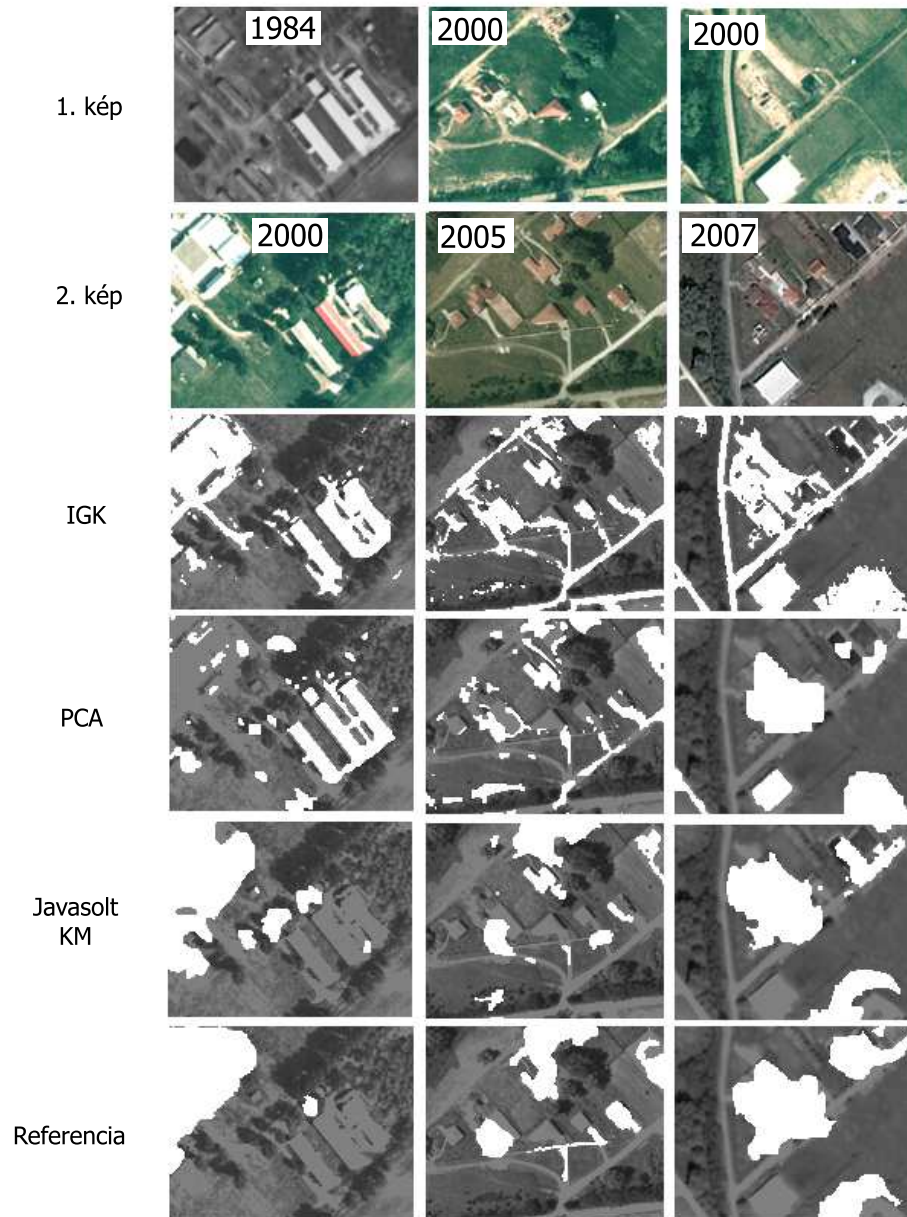 1984
2000
2000
1. kép
2000
2005
2007
2. kép
IGK
PCA
Javasolt
KM
Referencia